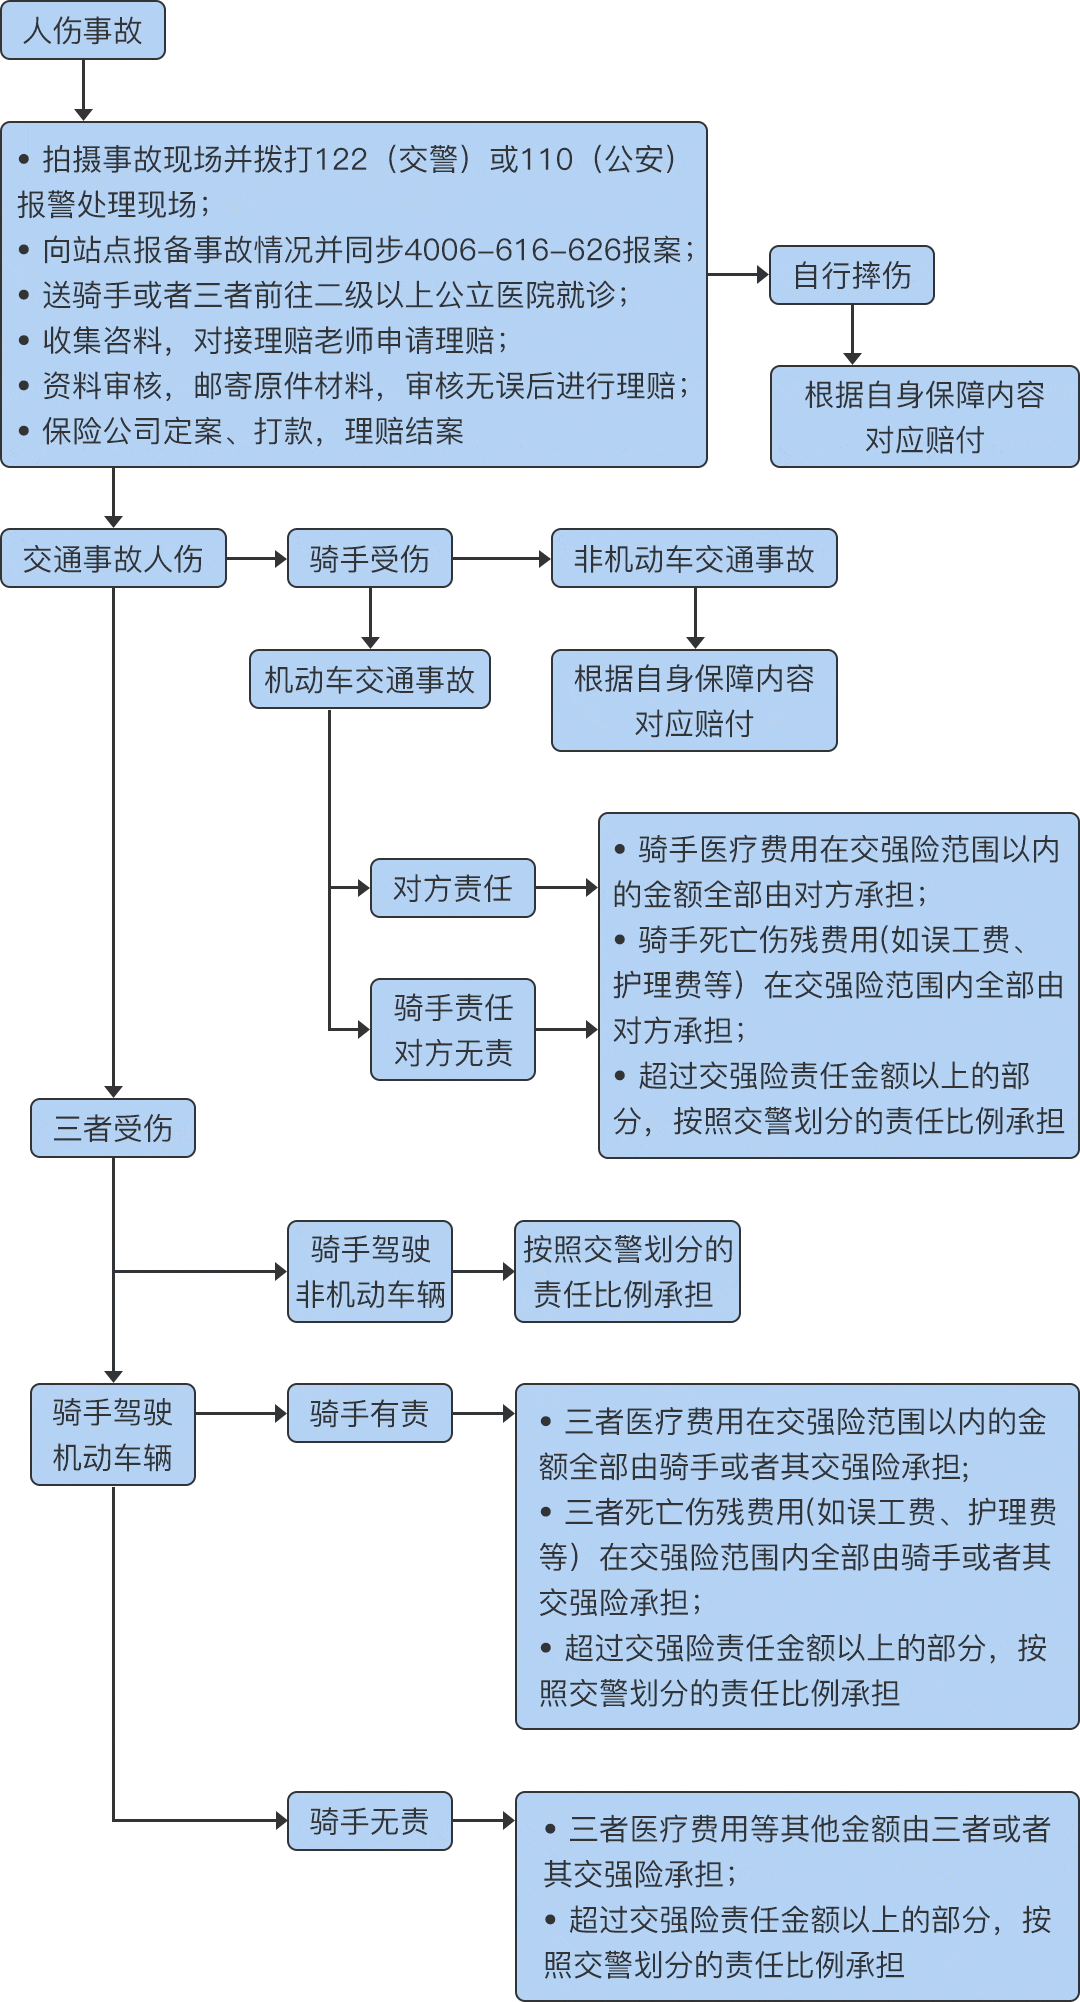 人伤事故
• 拍摄事故现场并拨打122（交警）或110（公安）
报警处理现场；
• 向站点报备事故情况并同步4006-616-626报案；
• 送骑手或者三者前往二级以上公立医院就诊；
• 收集咨料，对接理赔老师申请理赔；
• 资料审核，邮寄原件材料，审核无误后进行理赔；
• 保险公司定案、打款，理赔结案
自行摔伤
根据自身保障内容
对应赔付
交通事故人伤
骑手受伤
非机动车交通事故
机动车交通事故
根据自身保障内容
对应赔付
对方责任
骑手责任
对方无责
• 骑手医疗费用在交强险范围以内
的金额全部由对方承担；
• 骑手死亡伤残费用(如误工费、
护理费等）在交强险范围内全部由
对方承担；
• 超过交强险责任金额以上的部
分，按照交警划分的责任比例承担
三者受伤
骑手驾驶
非机动车辆
按照交警划分的
责任比例承担
骑手驾驶
机动车辆
骑手有责
• 三者医疗费用在交强险范围以内的金
额全部由骑手或者其交强险承担;
• 三者死亡伤残费用(如误工费、护理费
等）在交强险范围内全部由骑手或者其
交强险承担；
• 超过交强险责任金额以上的部分，按
照交警划分的责任比例承担
骑手无责
• 三者医疗费用等其他金额由三者或者
其交强险承担；
• 超过交强险责任金额以上的部分，按
照交警划分的责任比例承担